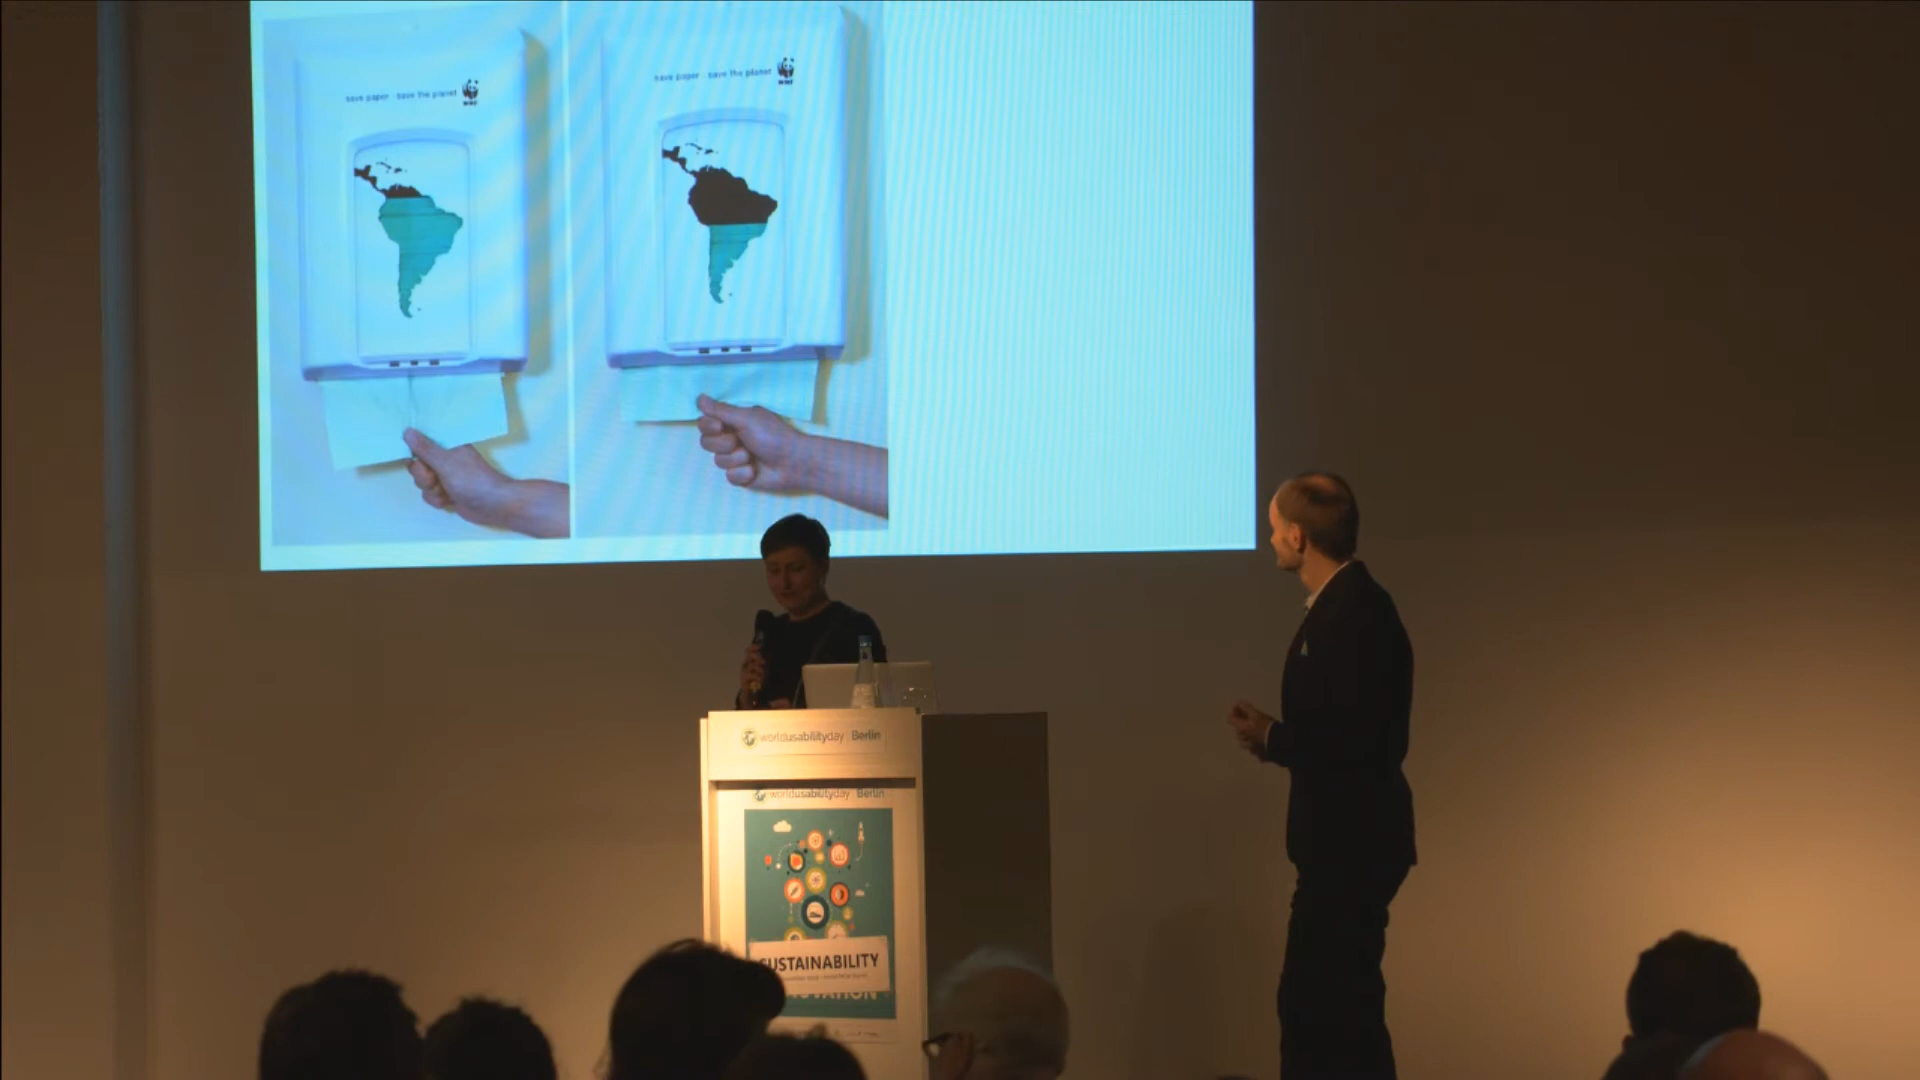 save paper - save the planet
WWF
save paper - save the planet
WWF
worldusabilityday Berlin
worldusabilityday Berlin
SUSTAINABILITY